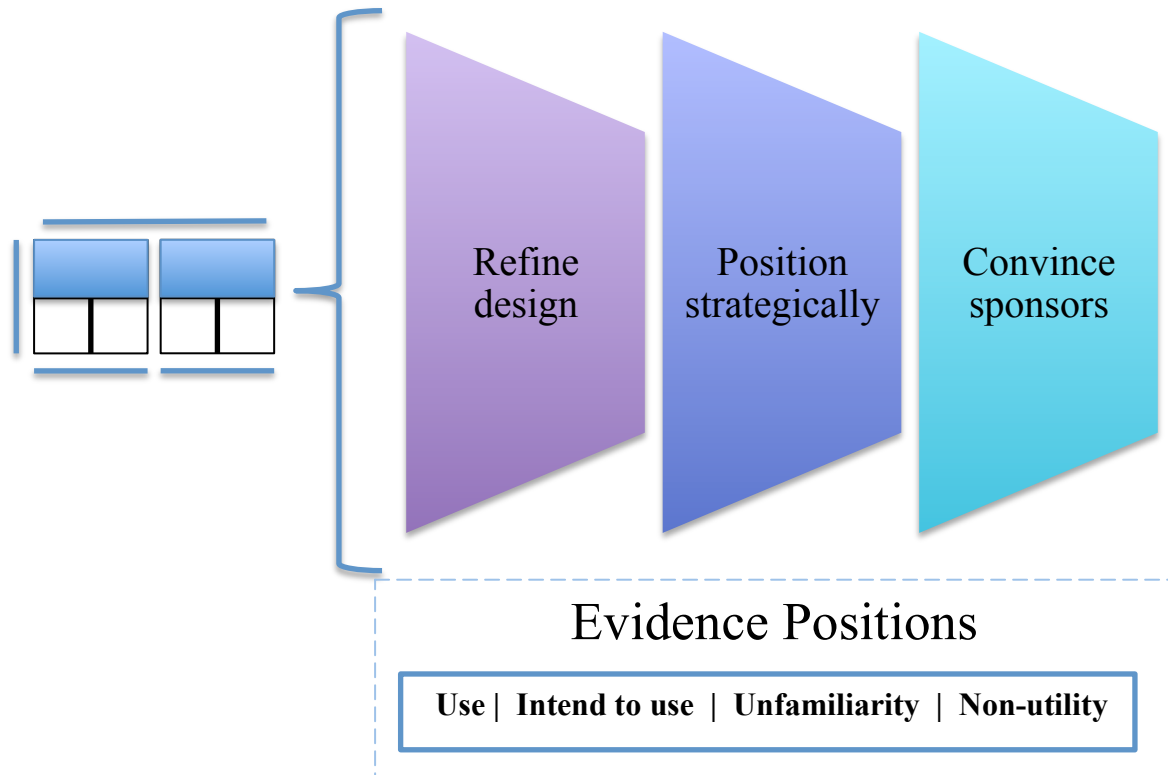 Refine
design
Position
strategically
Convince
sponsors
Evidence Positions
Use | Intend to use | Unfamiliarity | Non-utility